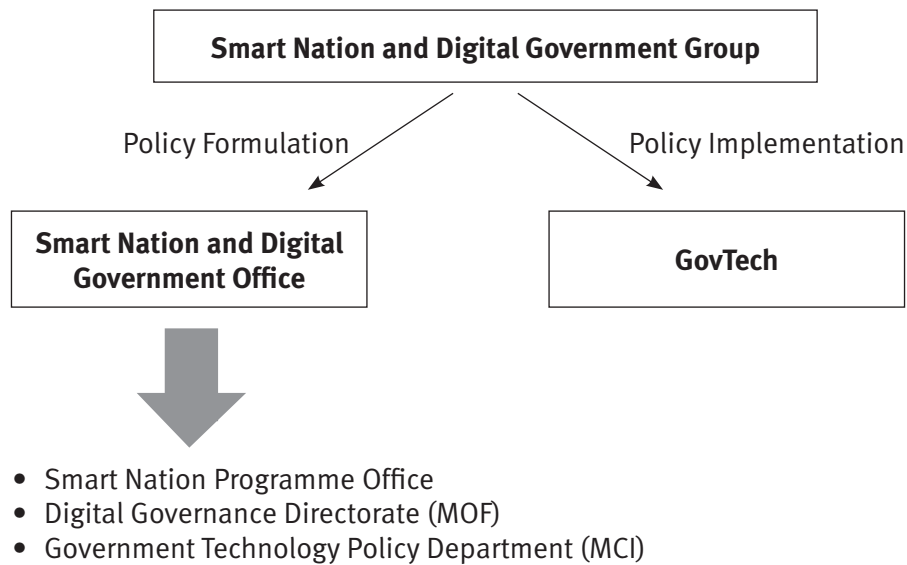 Smart Nation and Digital Government Group
Policy Formulation
Policy Implementation
Smart Nation and Digital
Government Office
GovTech
• Smart Nation Programme Office
• Digital Governance Directorate (MOF)
• Government Technology Policy Department (MCI)